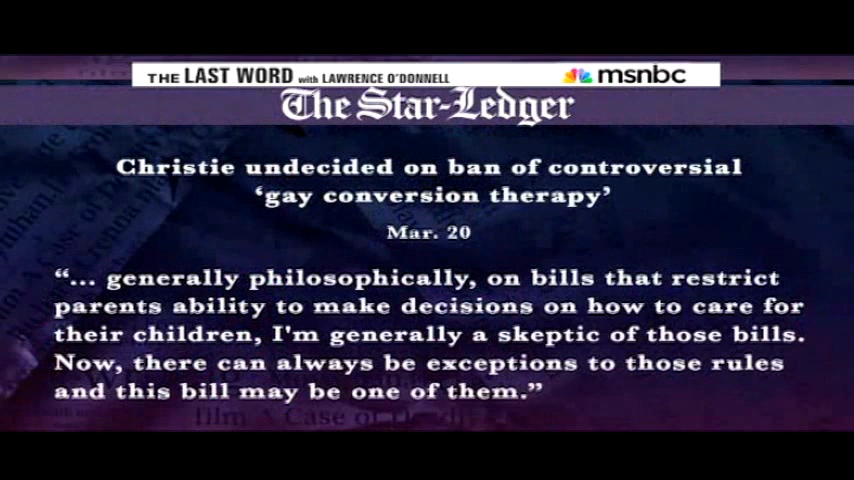 THE LAST WORD with LAWRENCE O'DONNELL msnbc
The Star-Ledger
Christie undecided on ban of controversial
‘gay conversion therapy’
Mar. 20
“... generally philosophically, on bills that restrict
parents ability to make decisions on how to care for
their children, I'm generally a skeptic of those bills.
Now, there can always be exceptions to those rules
and this bill may be one of them.”
film A Case of